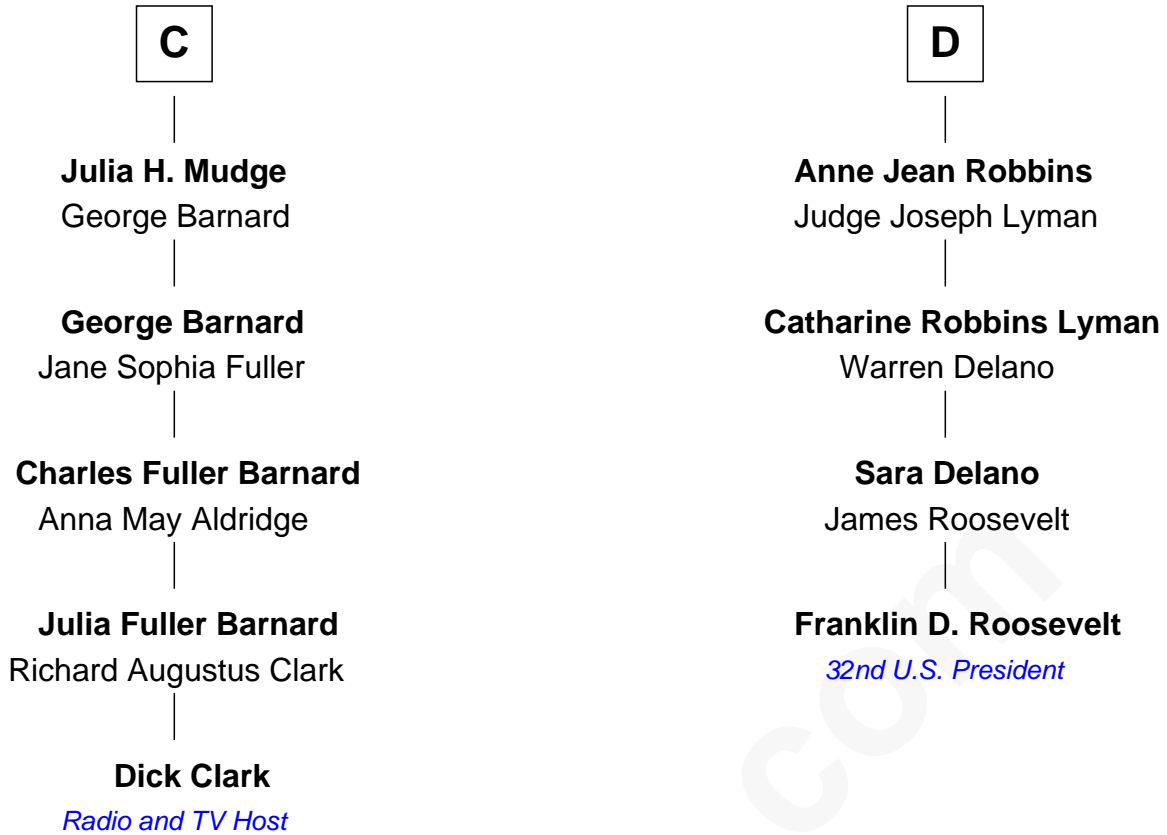 C
Julia H. Mudge
George Barnard
George Barnard
Jane Sophia Fuller
Charles Fuller Barnard
Anna May Aldridge
Julia Fuller Barnard
Richard Augustus Clark
Dick Clark
Radio and TV Host
D
Anne Jean Robbins
Judge Joseph Lyman
Catharine Robbins Lyman
Warren Delano
Sara Delano
James Roosevelt
Franklin D. Roosevelt
32nd U.S. President
com